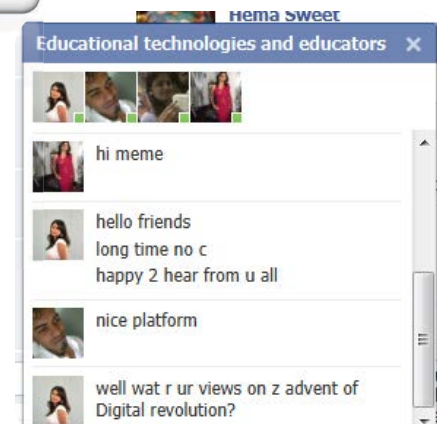 Hema Sweet
Educational technologies and educators
hi meme
hello friends
long time no c
happy 2 hear from u all
nice platform
well wat r ur views on z advent of
Digital revolution?